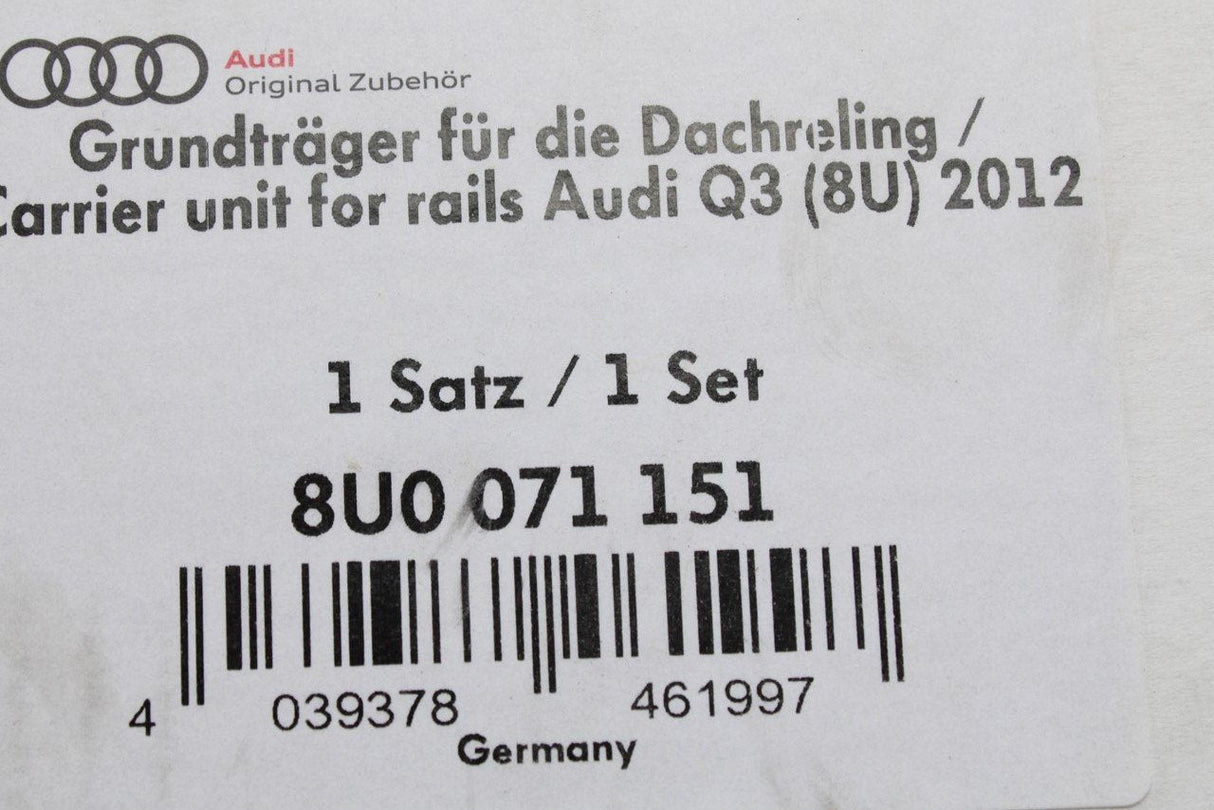 Audi
Original Zubehör
Grundträger für die Dachreling /
Carrier unit for rails Audi Q3 (8U) 2012
1 Satz / 1 Set
8U0 071 151
4 039378 461997
Germany